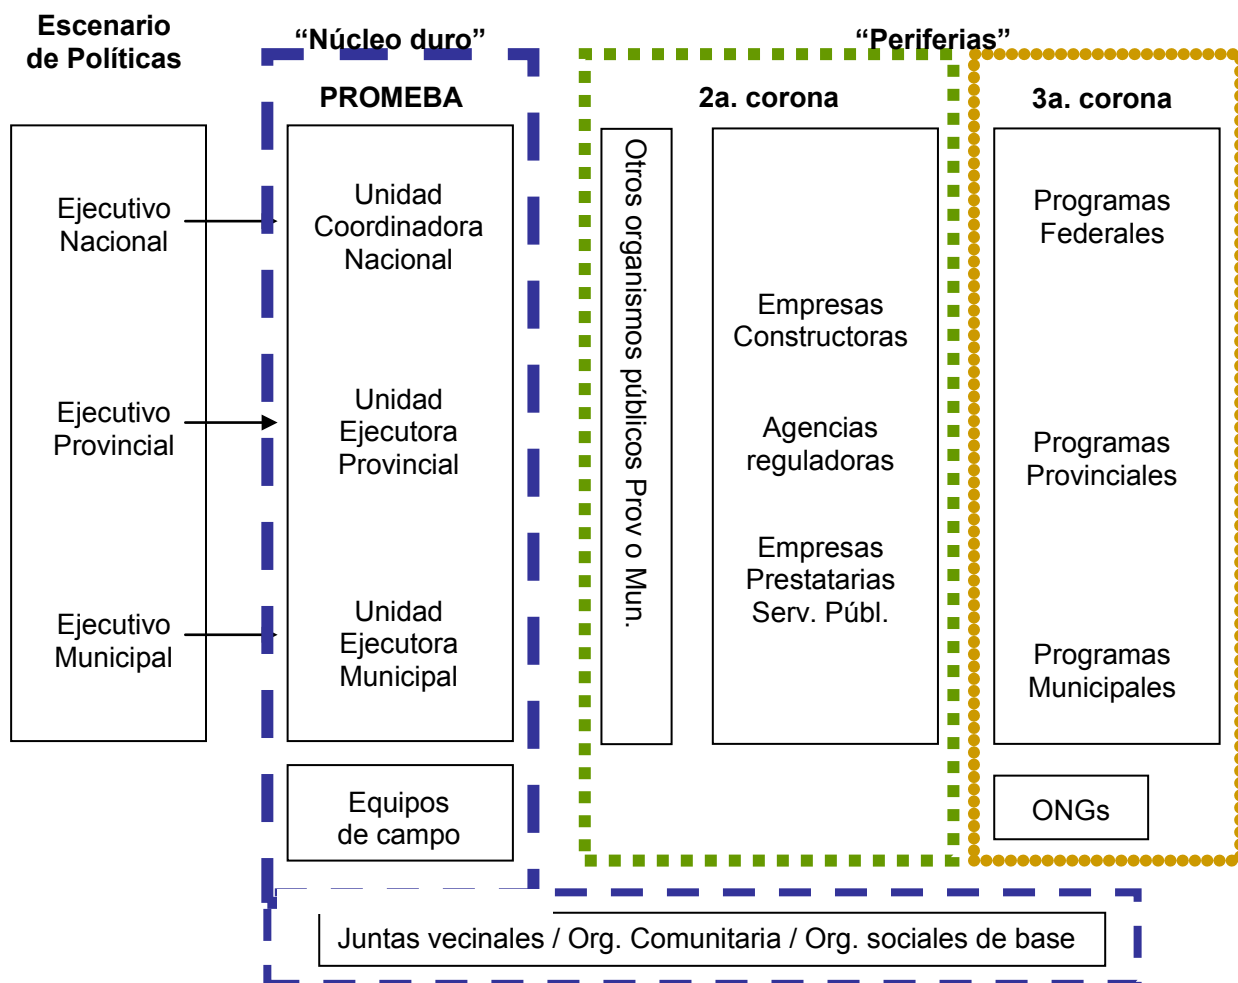 Escenario
de Políticas
“Núcleo duro”
“Periferias”
PROMEBA
2a. corona
3a. corona
Ejecutivo
Nacional
Ejecutivo
Provincial
Ejecutivo
Municipal
Unidad
Coordinadora
Nacional
Unidad
Ejecutora
Provincial
Unidad
Ejecutora
Municipal
Equipos
de campo
Otros organismos públicos Prov o Mun.
Empresas
Constructoras
Agencias
reguladoras
Empresas
Prestatarias
Serv. Públ.
Programas
Federales
Programas
Provinciales
Programas
Municipales
ONGs
Juntas vecinales / Org. Comunitaria / Org. sociales de base